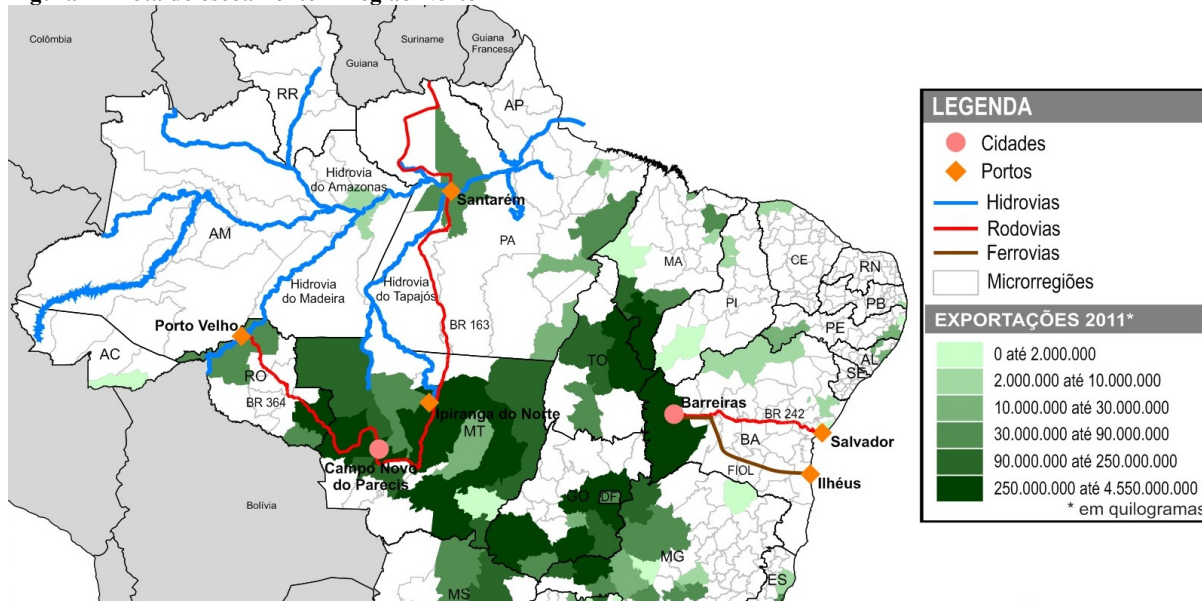 Colômbia
Suriname
Guiana
Francesa
Guiana
RR
AP
Hidrovia
do Amazonas
Santarém
AM
PA
MA
CE
RN
PB
PI
PE
AL
SE
Hidrovia
do Madeira
Hidrovia
do Tapajós
BR 163
Porto Velho
AC
RO
BR 364
TO
Ipiranga do Norte
MT
Campo Novo
do Parecis
Barreiras
BR 242
BA
Salvador
FIOL
Ilhéus
Bolívia
GO
DF
MG
ES
MS
LEGENDA
Cidades
Portos
Hidrovias
Rodovias
Ferrovias
Microrregiões
EXPORTAÇÕES 2011*
0 até 2.000.000
2.000.000 até 10.000.000
10.000.000 até 30.000.000
30.000.000 até 90.000.000
90.000.000 até 250.000.000
250.000.000 até 4.550.000.000
* em quilogramas